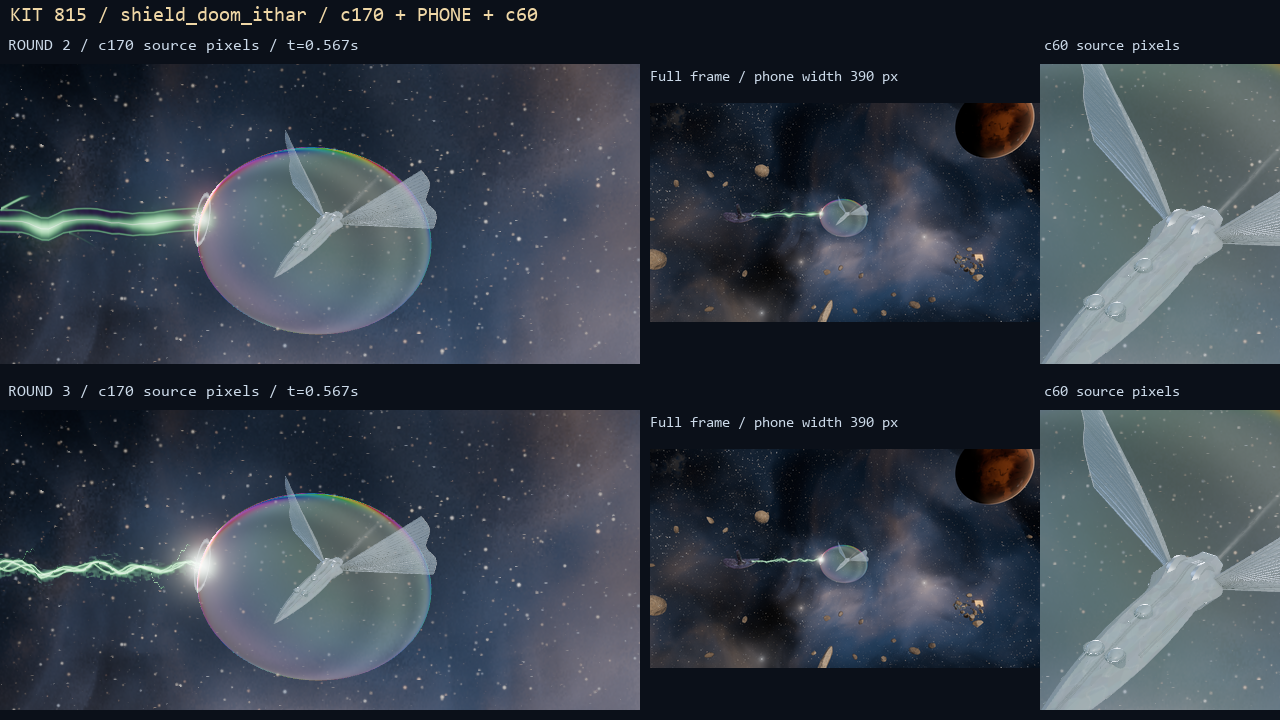 KIT 815 / shield_doom_ithar / c170 + PHONE + c60
ROUND 2 / c170 source pixels / t=0.567s
Full frame / phone width 390 px
c60 source pixels
ROUND 3 / c170 source pixels / t=0.567s
Full frame / phone width 390 px
c60 source pixels